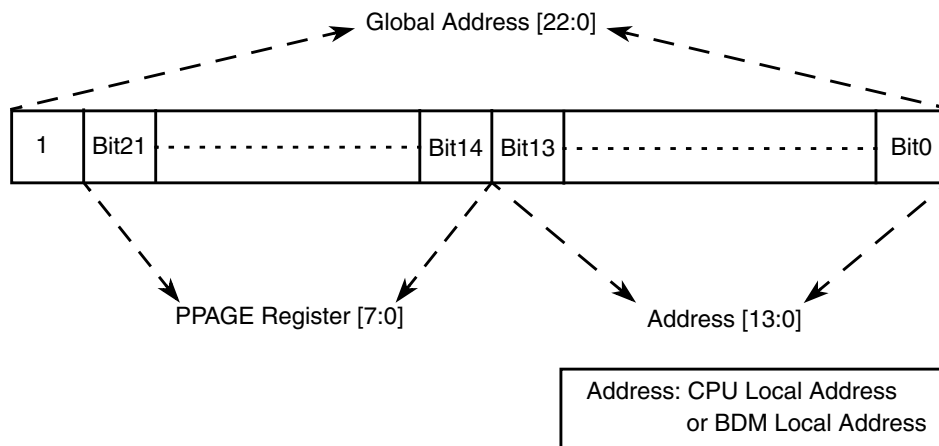 Global Address [22:0]
1 Bit21 Bit14 Bit13 Bit0
PPAGE Register [7:0]
Address [13:0]
Address: CPU Local Address
or BDM Local Address